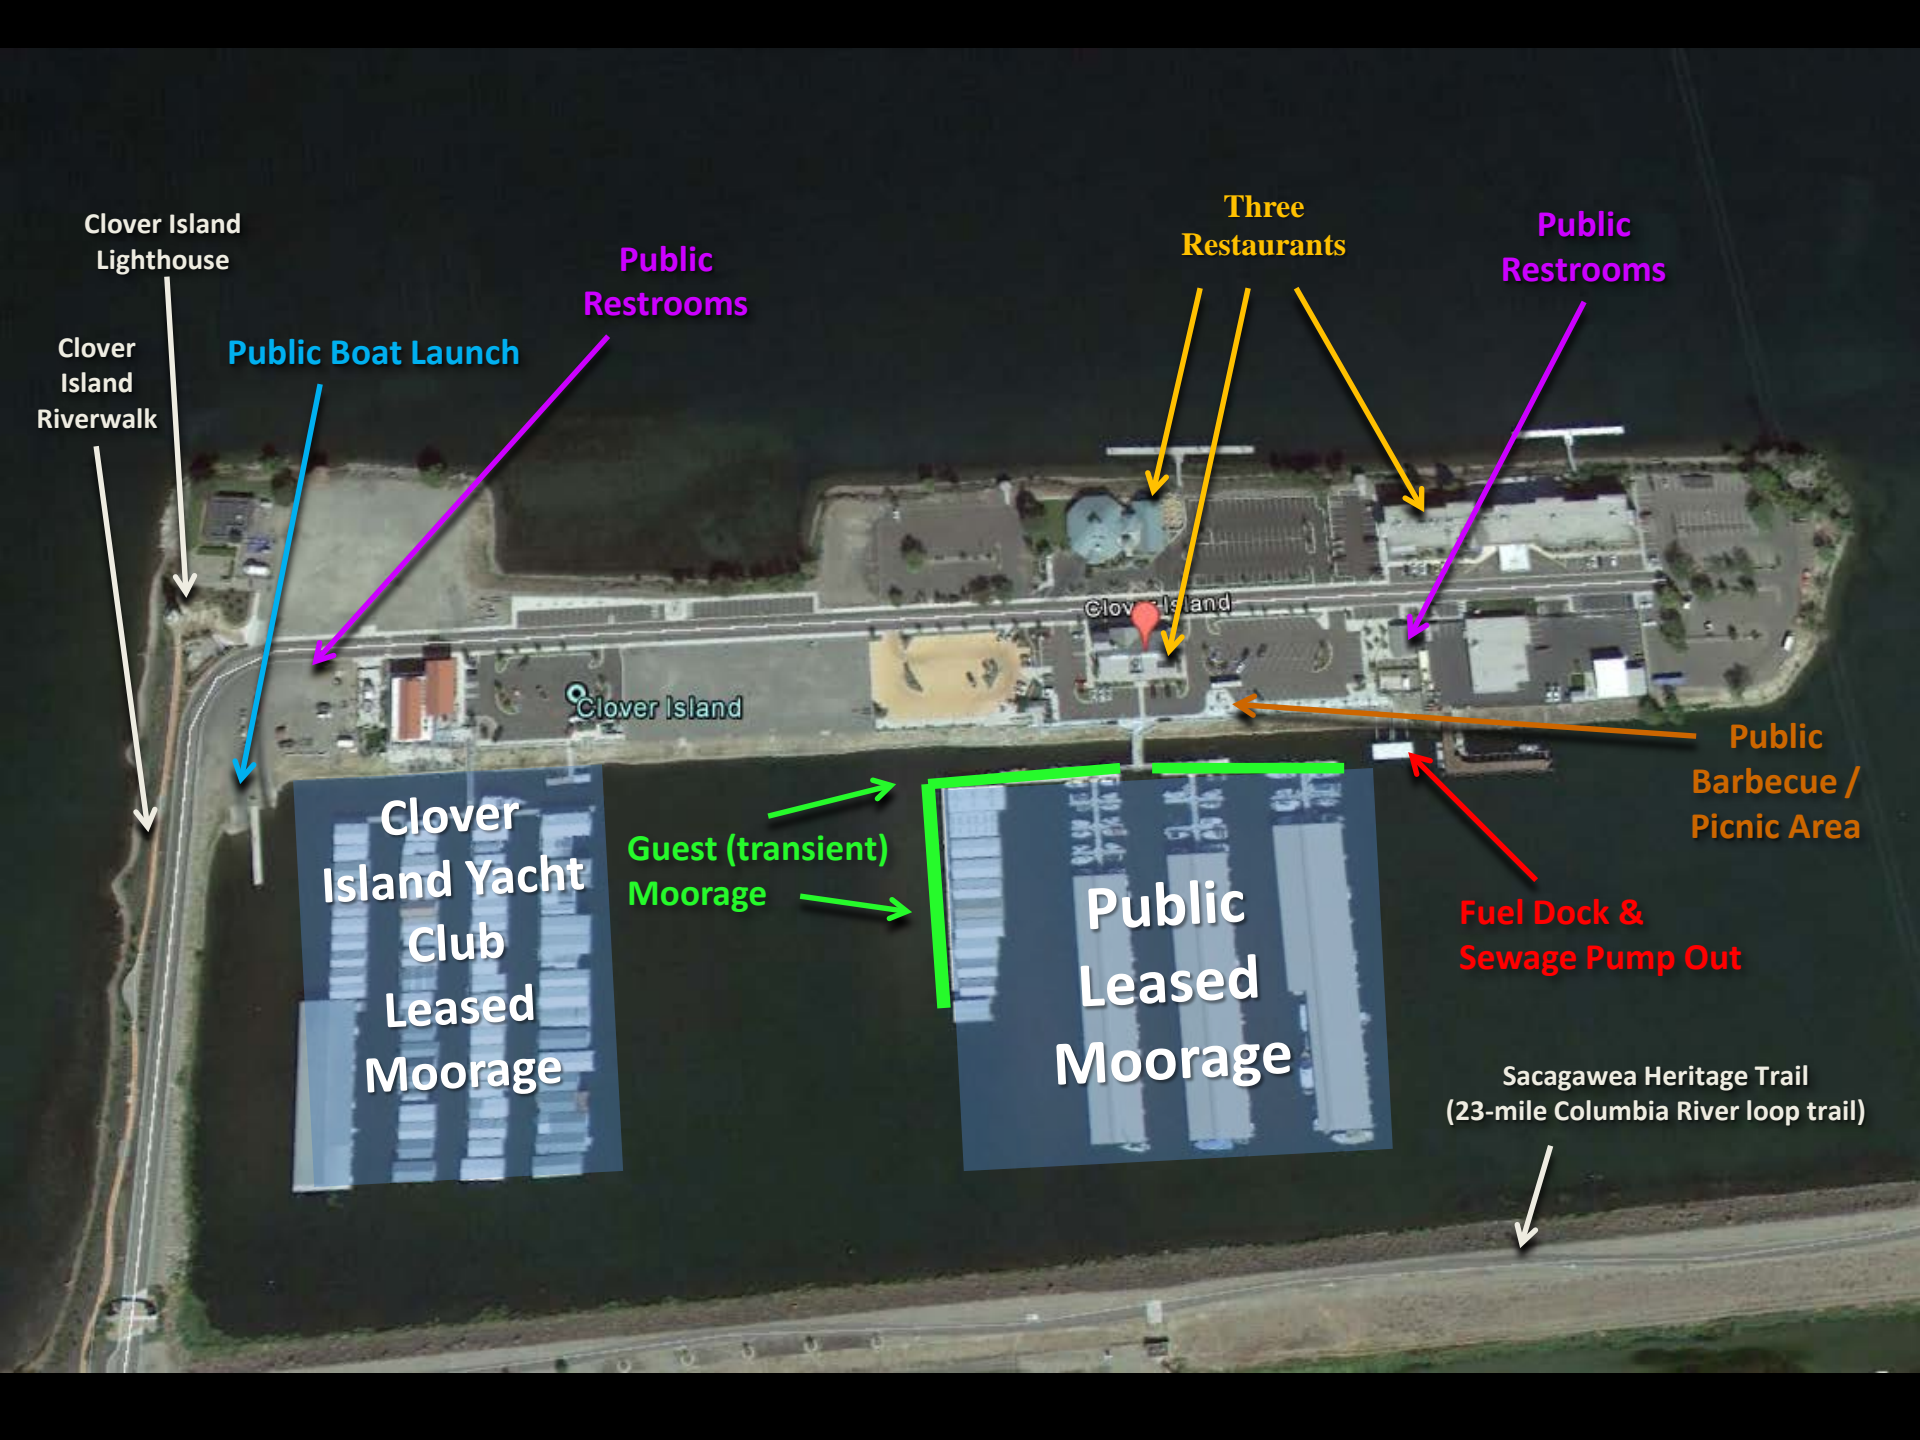 Clover Island
Lighthouse
Clover
Island
Riverwalk
Public Boat Launch
Public
Restrooms
Three
Restaurants
Public
Restrooms
Clover Island
Clover Island
Public
Barbecue /
Picnic Area
Clover
Island Yacht
Club
Leased
Moorage
Guest (transient)
Moorage
Public
Leased
Moorage
Fuel Dock &
Sewage Pump Out
Sacagawea Heritage Trail
(23-mile Columbia River loop trail)